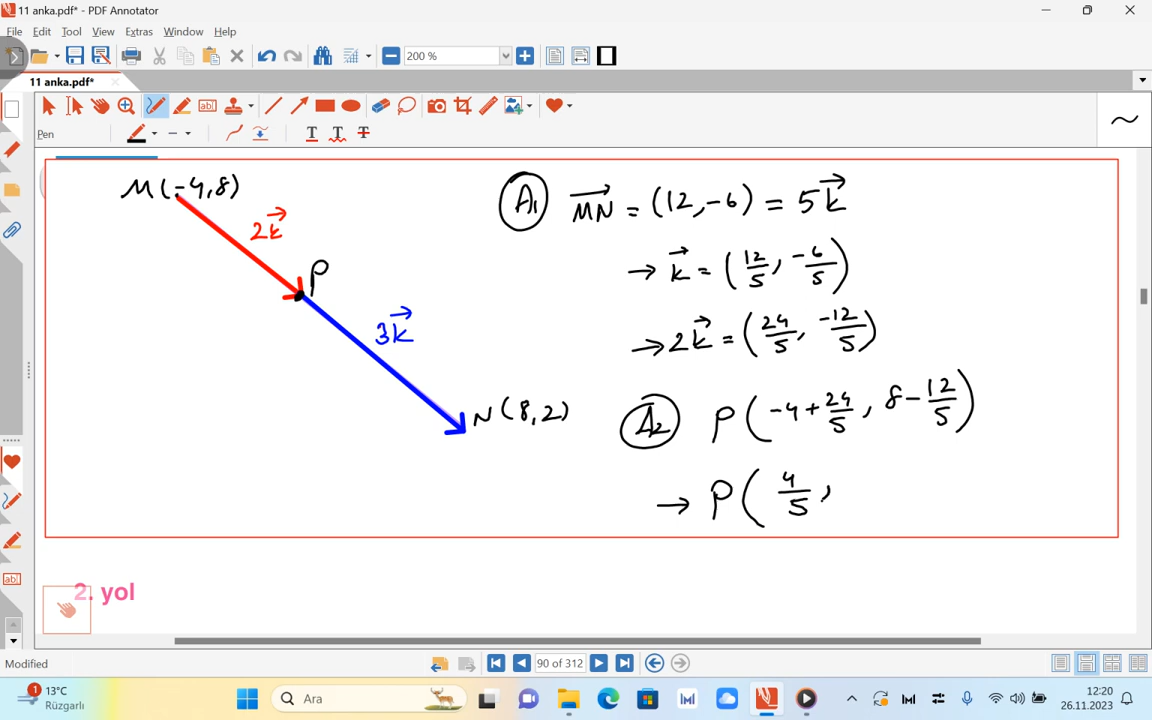 11 anka.pdf* - PDF Annotator
File Edit Tool View Extras Window Help
200 %
11 anka.pdf*
Pen
M(-4,8)
2k⃗
P
3k⃗
N(8,2)
A₁ MN⃗ = (12,-6) = 5k⃗
→ k⃗ = (12/5, -6/5)
→ 2k⃗ = (24/5, -12/5)
A₂ P(-4+24/5, 8-12/5)
→ P(4/5,
2. yol
Modified
90 of 312
1
13°C
Rüzgarlı
Ara
12:20
26.11.2023